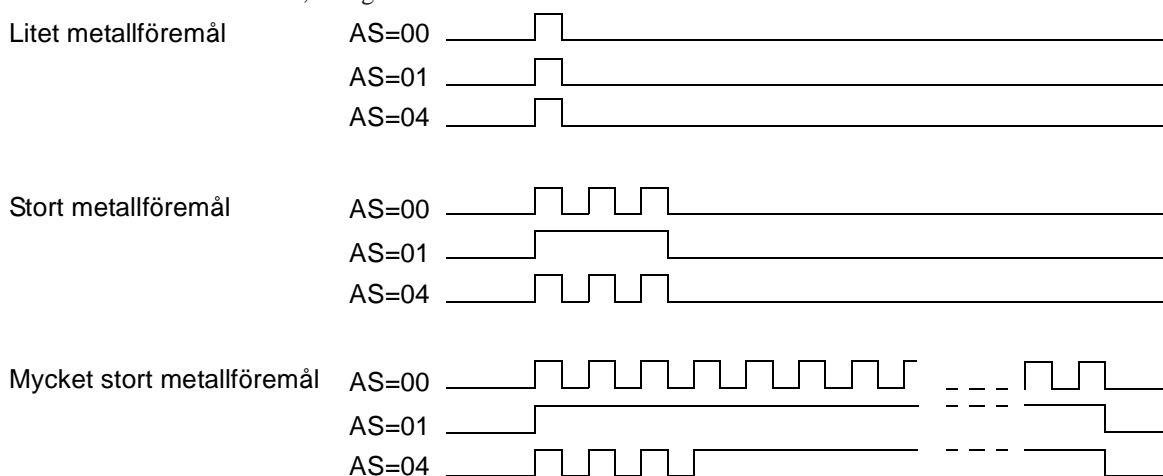 Litet metallföremål AS=00
AS=01
AS=04
Stort metallföremål AS=00
AS=01
AS=04
Mycket stort metallföremål AS=00
AS=01
AS=04